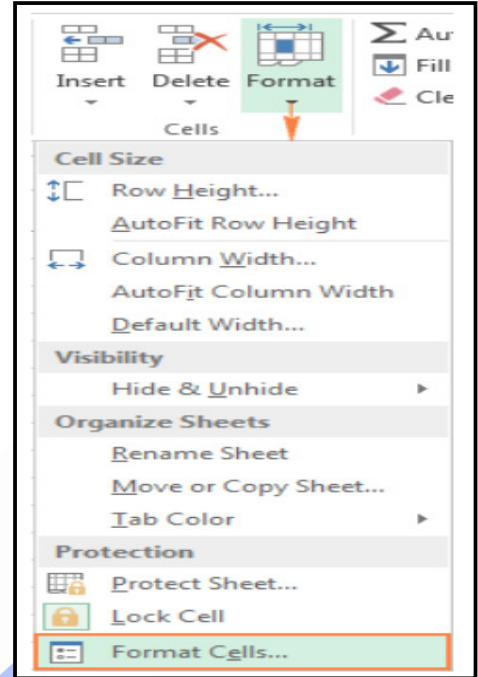 Insert Delete Format
Σ Au
Fill
Cle
Cells
Cell Size
Row Height...
AutoFit Row Height
Column Width...
AutoFit Column Width
Default Width...
Visibility
Hide & Unhide
Organize Sheets
Rename Sheet
Move or Copy Sheet...
Tab Color
Protection
Protect Sheet...
Lock Cell
Format Cells...